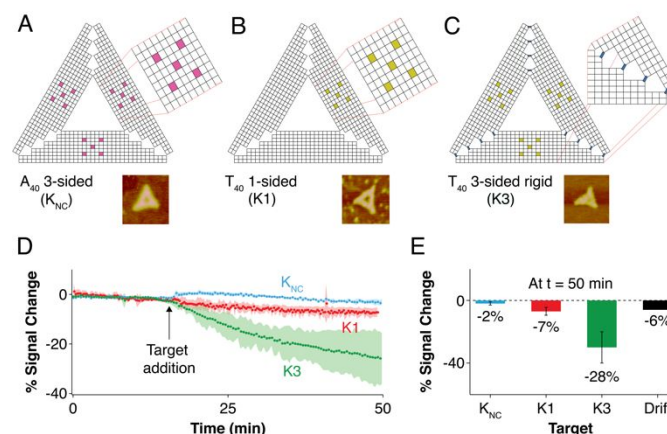 A
B
C
A40 3-sided
(KNC)
T40 1-sided
(K1)
T40 3-sided rigid
(K3)
D
% Signal Change
0
-20
-40
KNC
K1
K3
Target
addition
0
25
50
Time (min)
E
% Signal Change
0
-40
At t = 50 min
-2%
-7%
-28%
-6%
KNC
K1
K3
Drift
Target